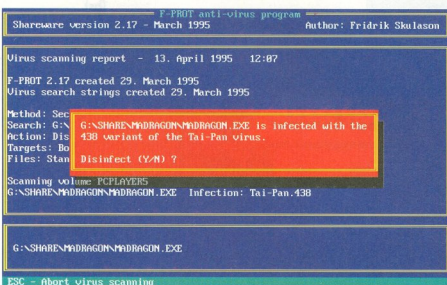 F-PROT anti-virus program
Shareware version 2.17 - March 1995 Author: Fridrik Skulason
Virus scanning report - 13. April 1995 12:07
F-PROT 2.17 created 29. March 1995
Virus search strings created 29. March 1995
Method: Sec
Search: G:\
Action: Dis
Targets: Bo
Files: Stan
G:\SHARE\MADRAGON\MADRAGON.EXE is infected with the
438 variant of the Tai-Pan virus.
Disinfect (Y/N) ?
Scanning volume PCPLAYER5
G:\SHARE\MADRAGON\MADRAGON.EXE Infection: Tai-Pan.438
G:\SHARE\MADRAGON\MADRAGON.EXE
ESC - Abort virus scanning